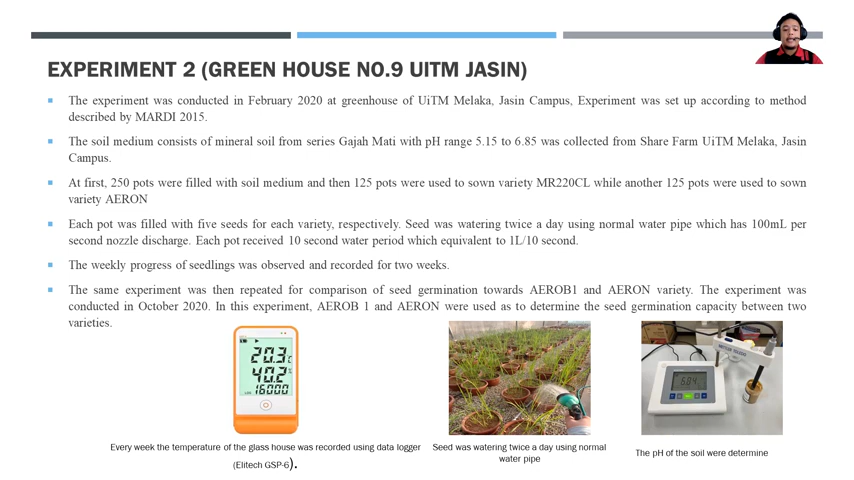 EXPERIMENT 2 (GREEN HOUSE NO.9 UITM JASIN)
The experiment was conducted in February 2020 at greenhouse of UiTM Melaka, Jasin Campus, Experiment was set up according to method
described by MARDI 2015.
The soil medium consists of mineral soil from series Gajah Mati with pH range 5.15 to 6.85 was collected from Share Farm UiTM Melaka, Jasin
Campus.
At first, 250 pots were filled with soil medium and then 125 pots were used to sown variety MR220CL while another 125 pots were used to sown
variety AERON
Each pot was filled with five seeds for each variety, respectively. Seed was watering twice a day using normal water pipe which has 100mL per
second nozzle discharge. Each pot received 10 second water period which equivalent to 1L/10 second.
The weekly progress of seedlings was observed and recorded for two weeks.
The same experiment was then repeated for comparison of seed germination towards AEROB1 and AERON variety. The experiment was
conducted in October 2020. In this experiment, AEROB 1 and AERON were used as to determine the seed germination capacity between two
varieties.
20.3
40.2
LOG 16000
6.84
Every week the temperature of the glass house was recorded using data logger
(Elitech GSP-6).
Seed was watering twice a day using normal
water pipe
The pH of the soil were determine